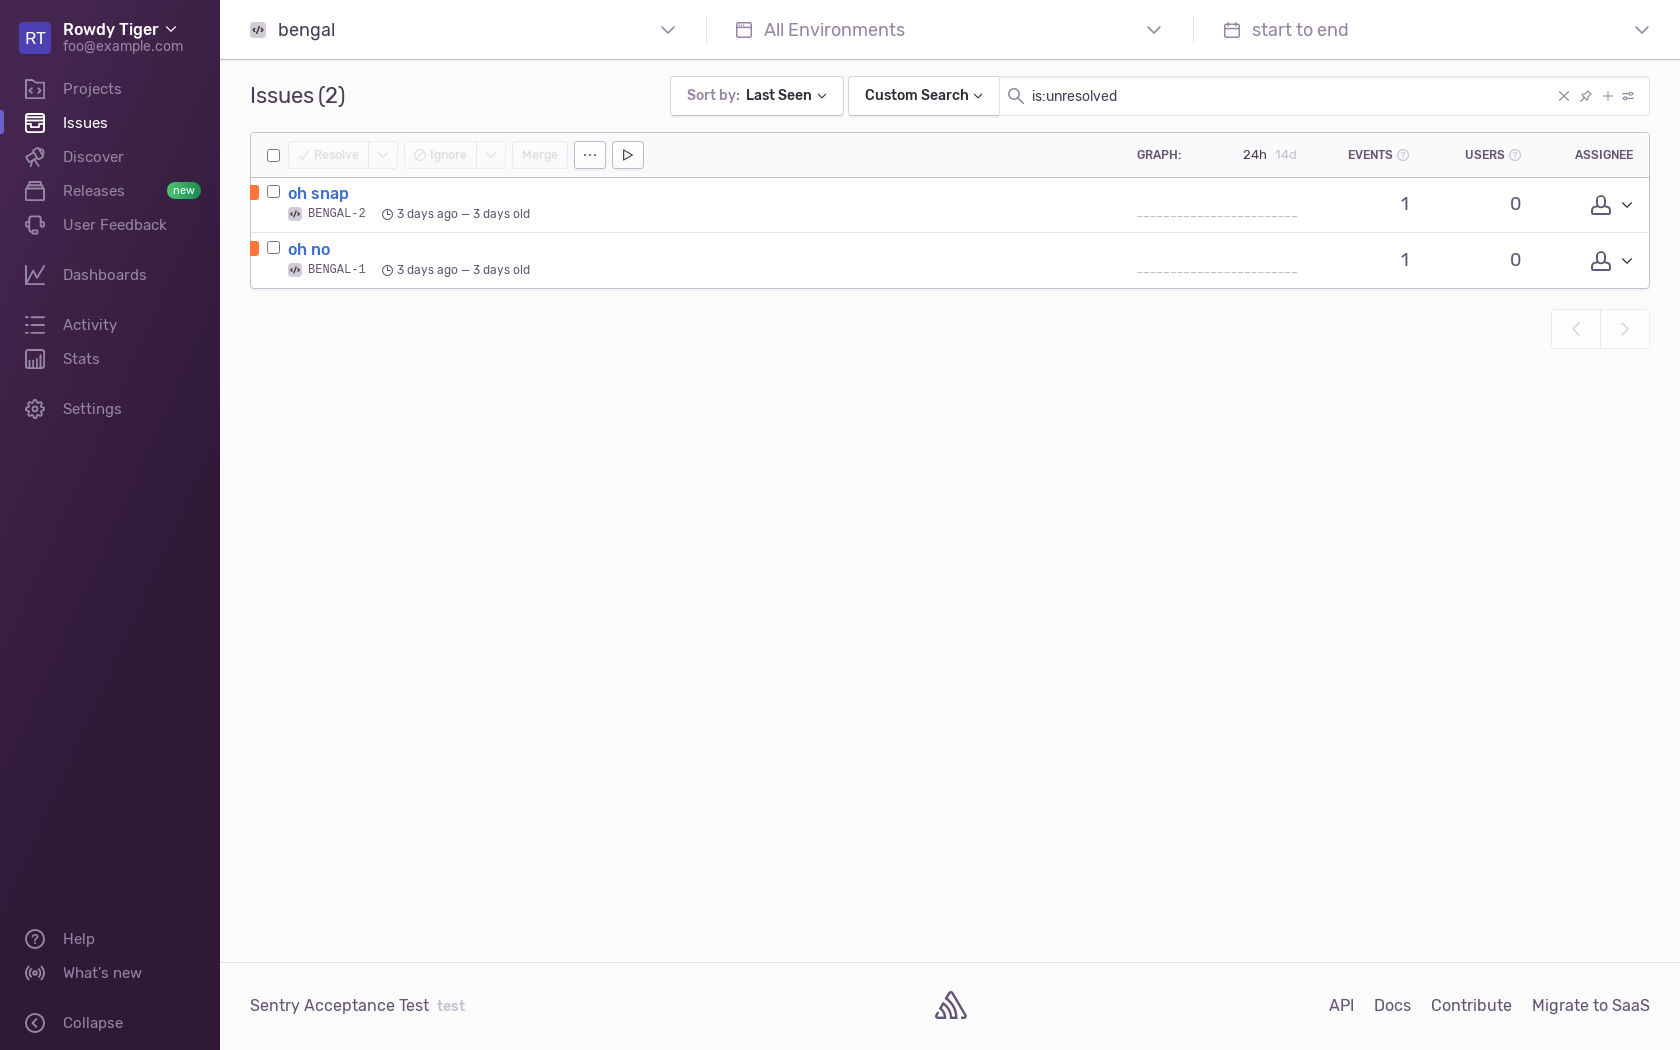 RT
Rowdy Tiger
foo@example.com
Projects
Issues
Discover
Releases new
User Feedback
Dashboards
Activity
Stats
Settings
Help
What's new
Collapse
bengal
All Environments
start to end
Issues (2)
Sort by: Last Seen
Custom Search
is:unresolved
Resolve
Ignore
Merge
GRAPH: 24h 14d
EVENTS
USERS
ASSIGNEE
oh snap
BENGAL-2 3 days ago — 3 days old
1 0
oh no
BENGAL-1 3 days ago — 3 days old
1 0
Sentry Acceptance Test test
API Docs Contribute Migrate to SaaS